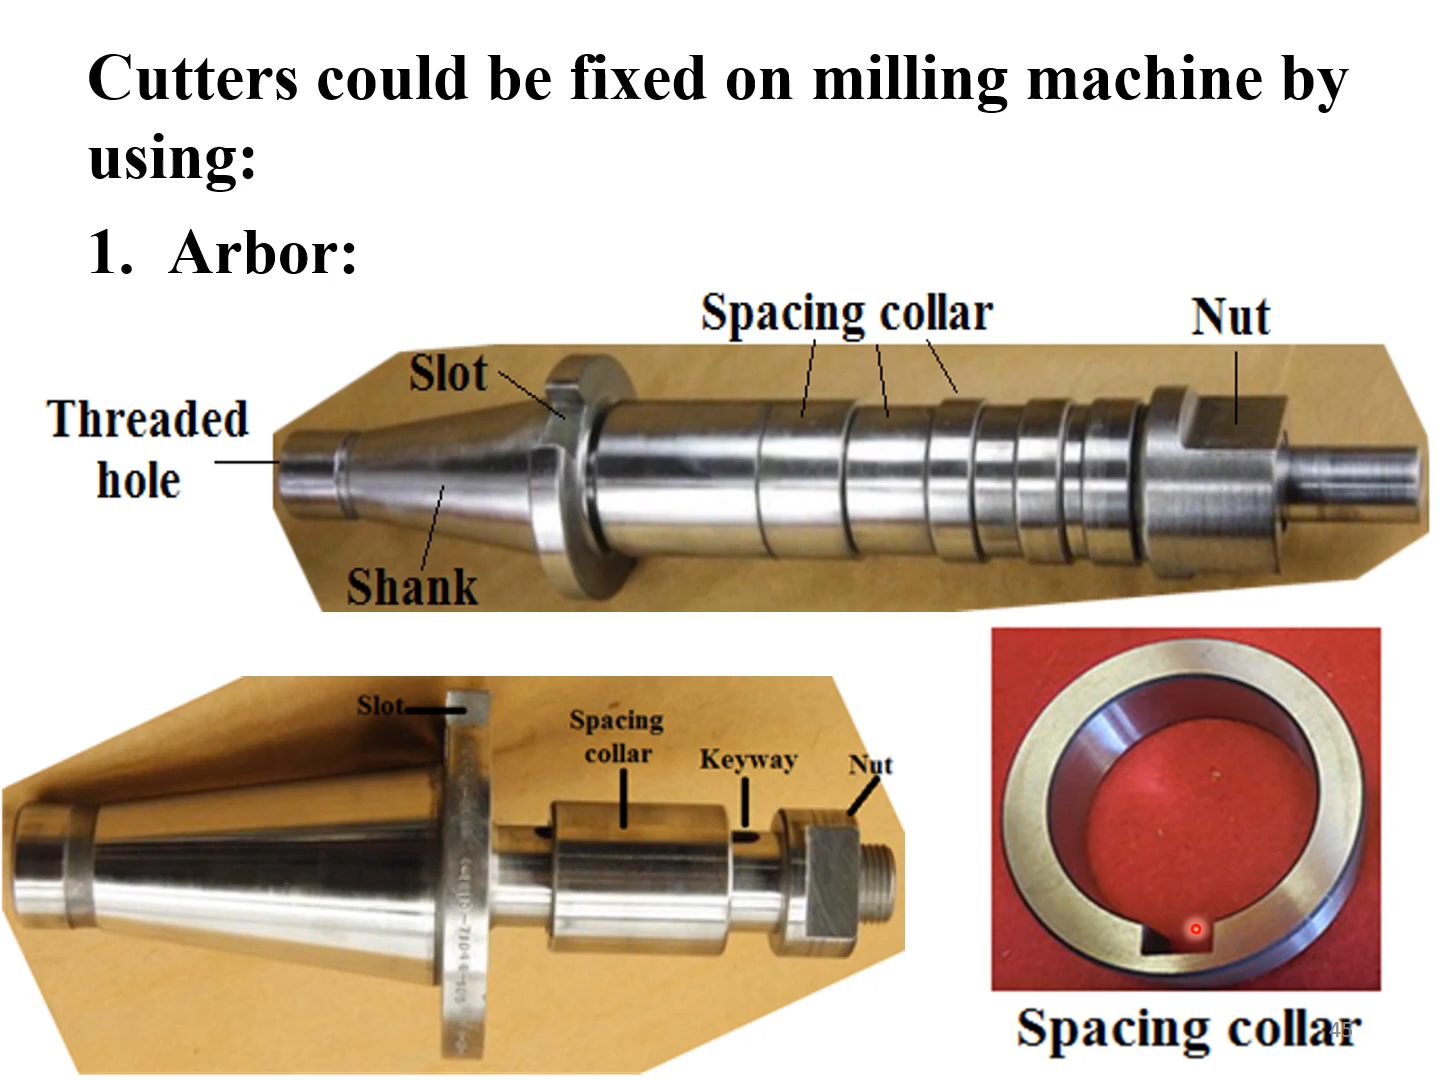 Cutters could be fixed on milling machine by
using:
1. Arbor:
Spacing collar
Nut
Slot
Threaded
hole
Shank
Slot
Spacing
collar
Keyway
Nut
Spacing collar
45